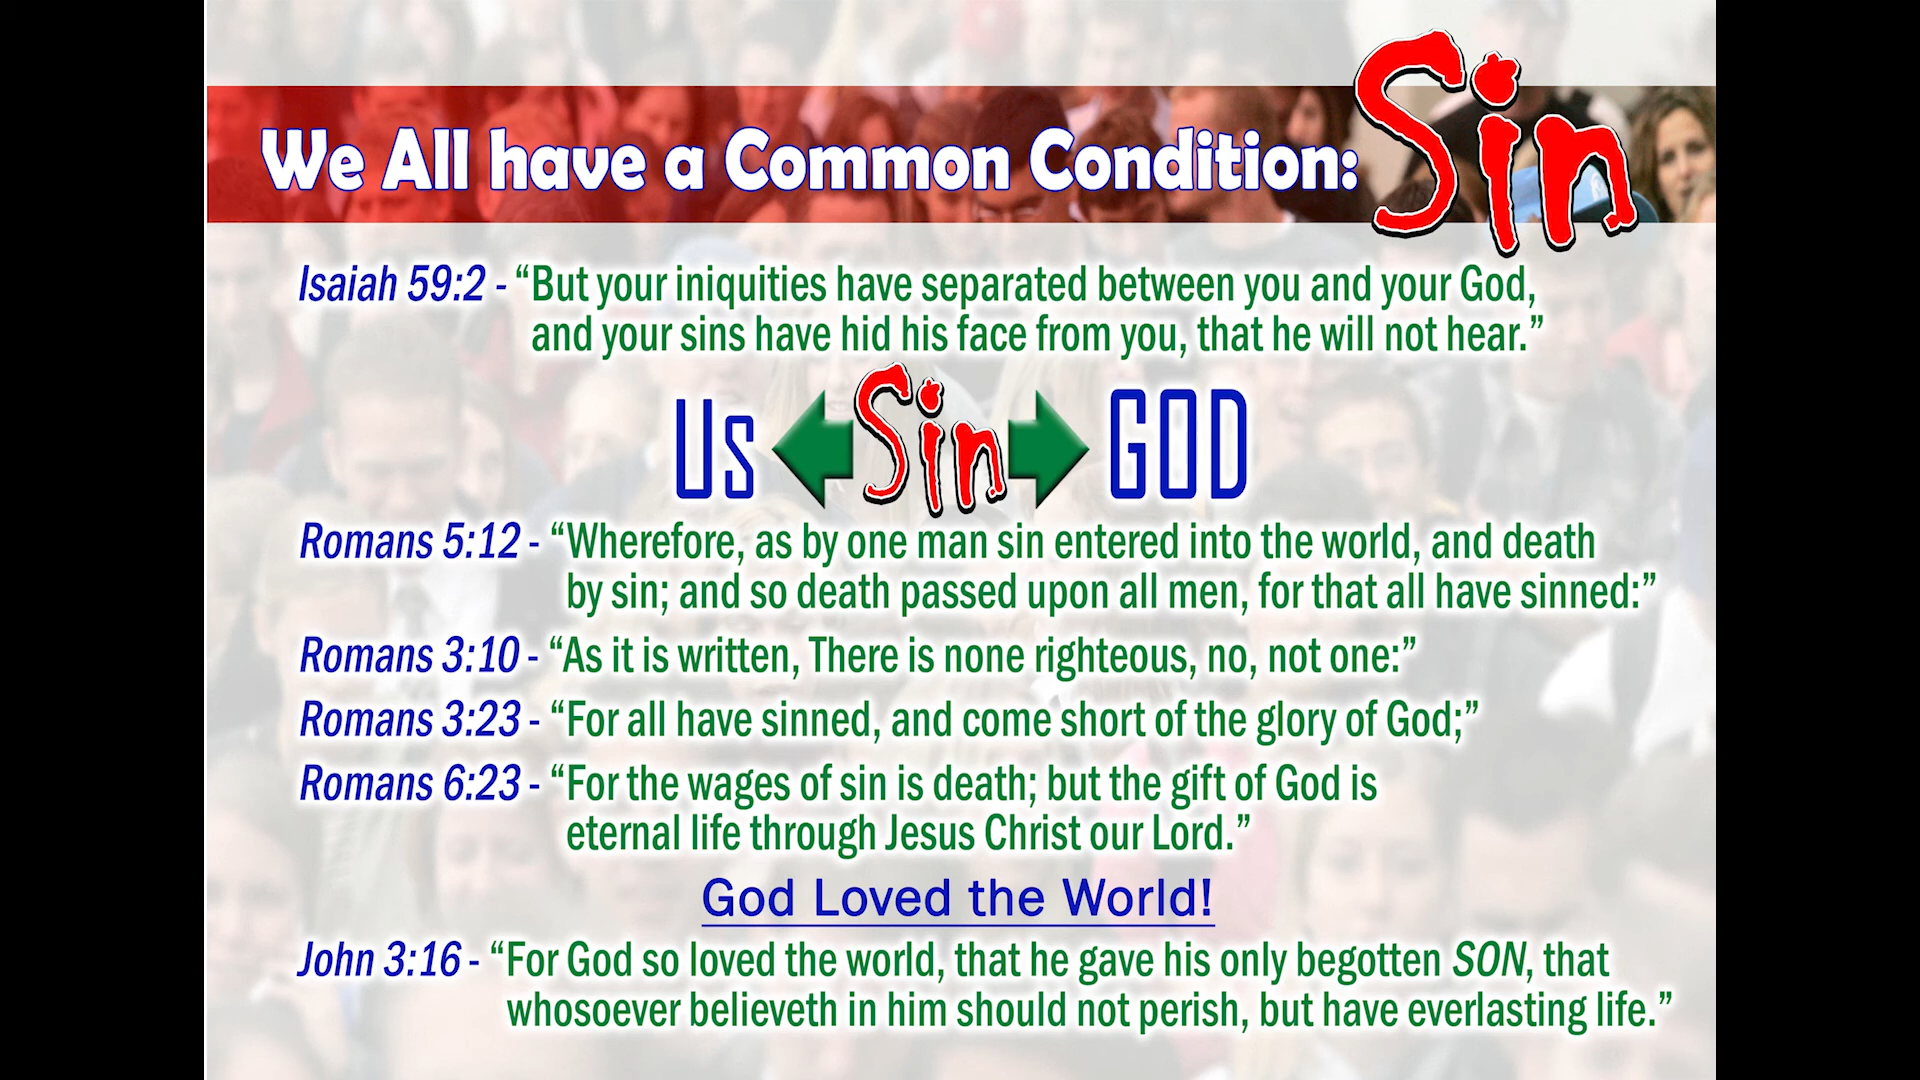 We All have a Common Condition: Sin
Isaiah 59:2 - “But your iniquities have separated between you and your God,
and your sins have hid his face from you, that he will not hear.”
Us Sin GOD
Romans 5:12 - “Wherefore, as by one man sin entered into the world, and death
by sin; and so death passed upon all men, for that all have sinned:”
Romans 3:10 - “As it is written, There is none righteous, no, not one:”
Romans 3:23 - “For all have sinned, and come short of the glory of God;”
Romans 6:23 - “For the wages of sin is death; but the gift of God is
eternal life through Jesus Christ our Lord.”
God Loved the World!
John 3:16 - “For God so loved the world, that he gave his only begotten SON, that
whosoever believeth in him should not perish, but have everlasting life.”